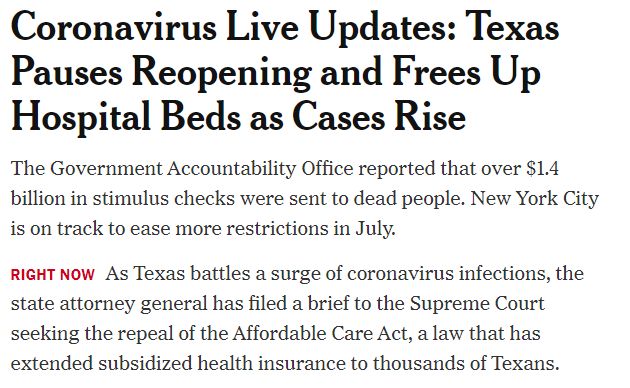 Coronavirus Live Updates: Texas
Pauses Reopening and Frees Up
Hospital Beds as Cases Rise
The Government Accountability Office reported that over $1.4
billion in stimulus checks were sent to dead people. New York City
is on track to ease more restrictions in July.
RIGHT NOW As Texas battles a surge of coronavirus infections, the
state attorney general has filed a brief to the Supreme Court
seeking the repeal of the Affordable Care Act, a law that has
extended subsidized health insurance to thousands of Texans.